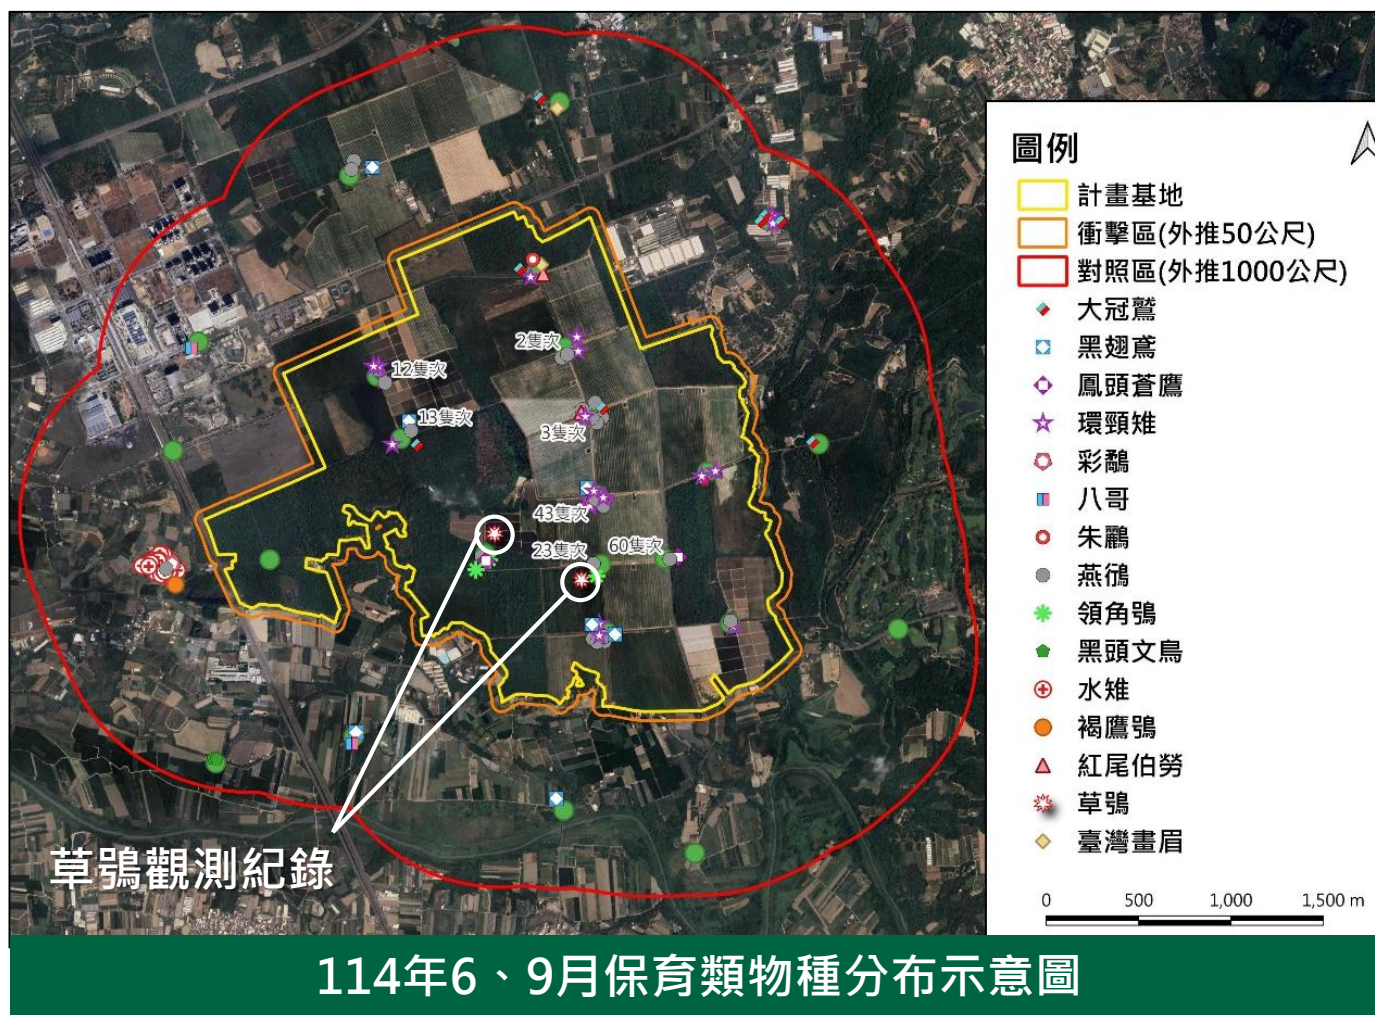 圖例
計畫基地
衝擊區(外推50公尺)
對照區(外推1000公尺)
大冠鷲
黑翅鳶
鳳頭蒼鷹
環頸雉
彩鷸
八哥
朱鸝
燕鴴
領角鴞
黑頭文鳥
水雉
褐鷹鴞
紅尾伯勞
草鴞
臺灣畫眉
0 500 1,000 1,500 m
2隻次
12隻次
13隻次
3隻次
43隻次
23隻次
60隻次
草鴞觀測紀錄
114年6、9月保育類物種分布示意圖